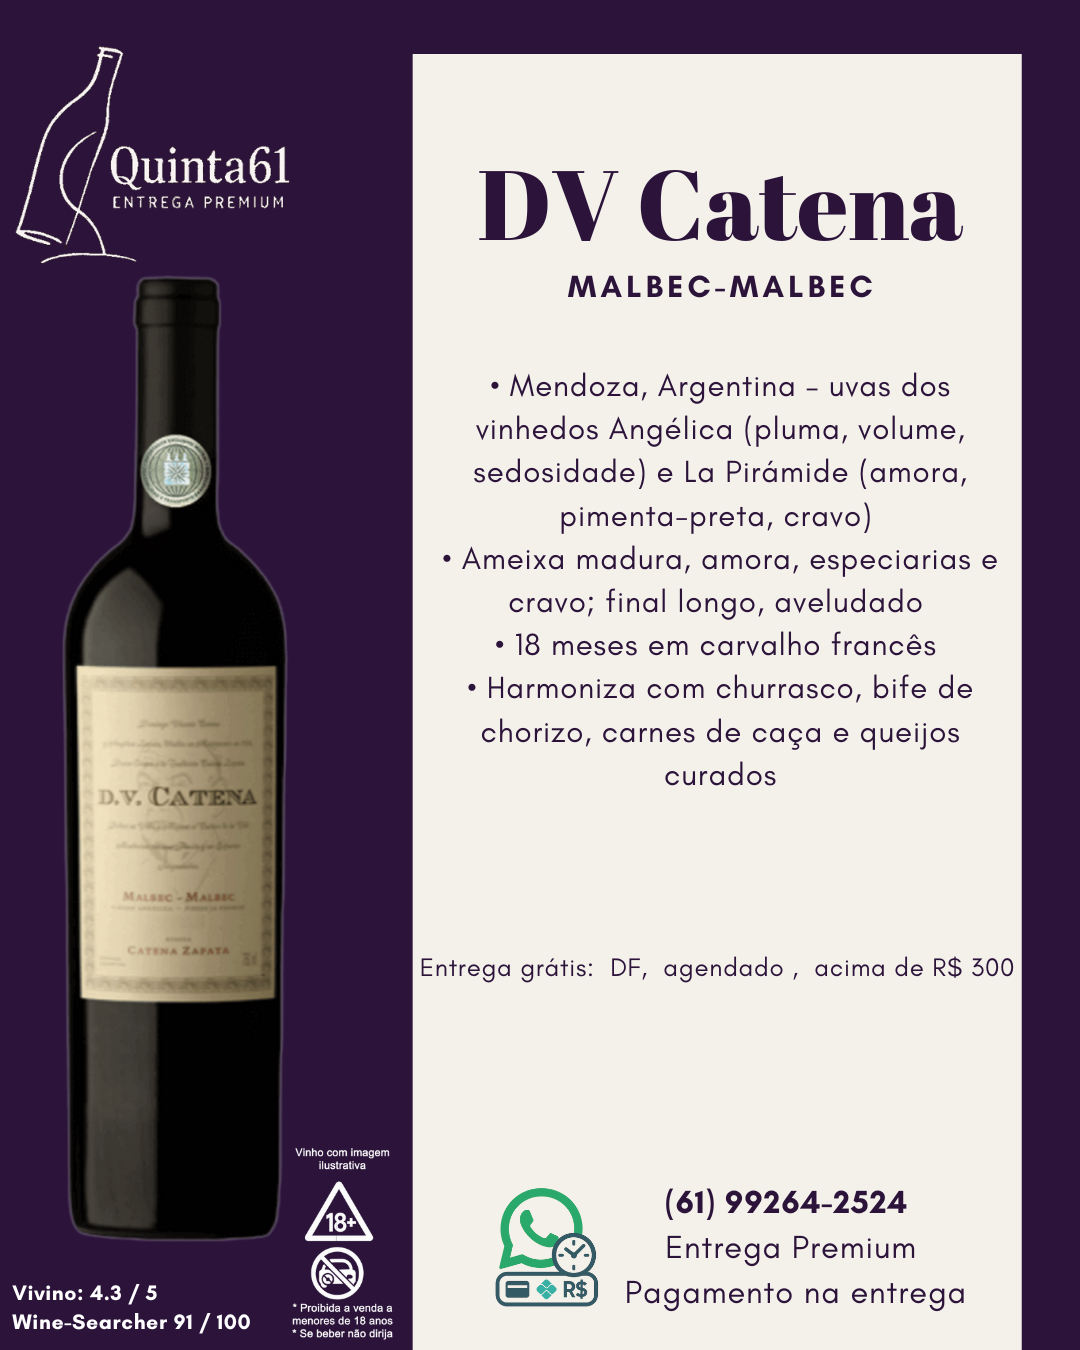 Quinta61
ENTREGA PREMIUM
DV Catena
MALBEC-MALBEC
• Mendoza, Argentina – uvas dos
vinhedos Angélica (pluma, volume,
sedosidade) e La Pirámide (amora,
pimenta-preta, cravo)
• Ameixa madura, amora, especiarias e
cravo; final longo, aveludado
• 18 meses em carvalho francês
• Harmoniza com churrasco, bife de
chorizo, carnes de caça e queijos
curados
Entrega grátis: DF, agendado , acima de R$ 300
D.V. CATENA
MALBEC - MALBEC
CATENA ZAPATA
Vinho com imagem
ilustrativa
18+
* Proibida a venda a
menores de 18 anos
* Se beber não dirija
Vivino: 4.3 / 5
Wine-Searcher 91 / 100
R$
(61) 99264-2524
Entrega Premium
Pagamento na entrega